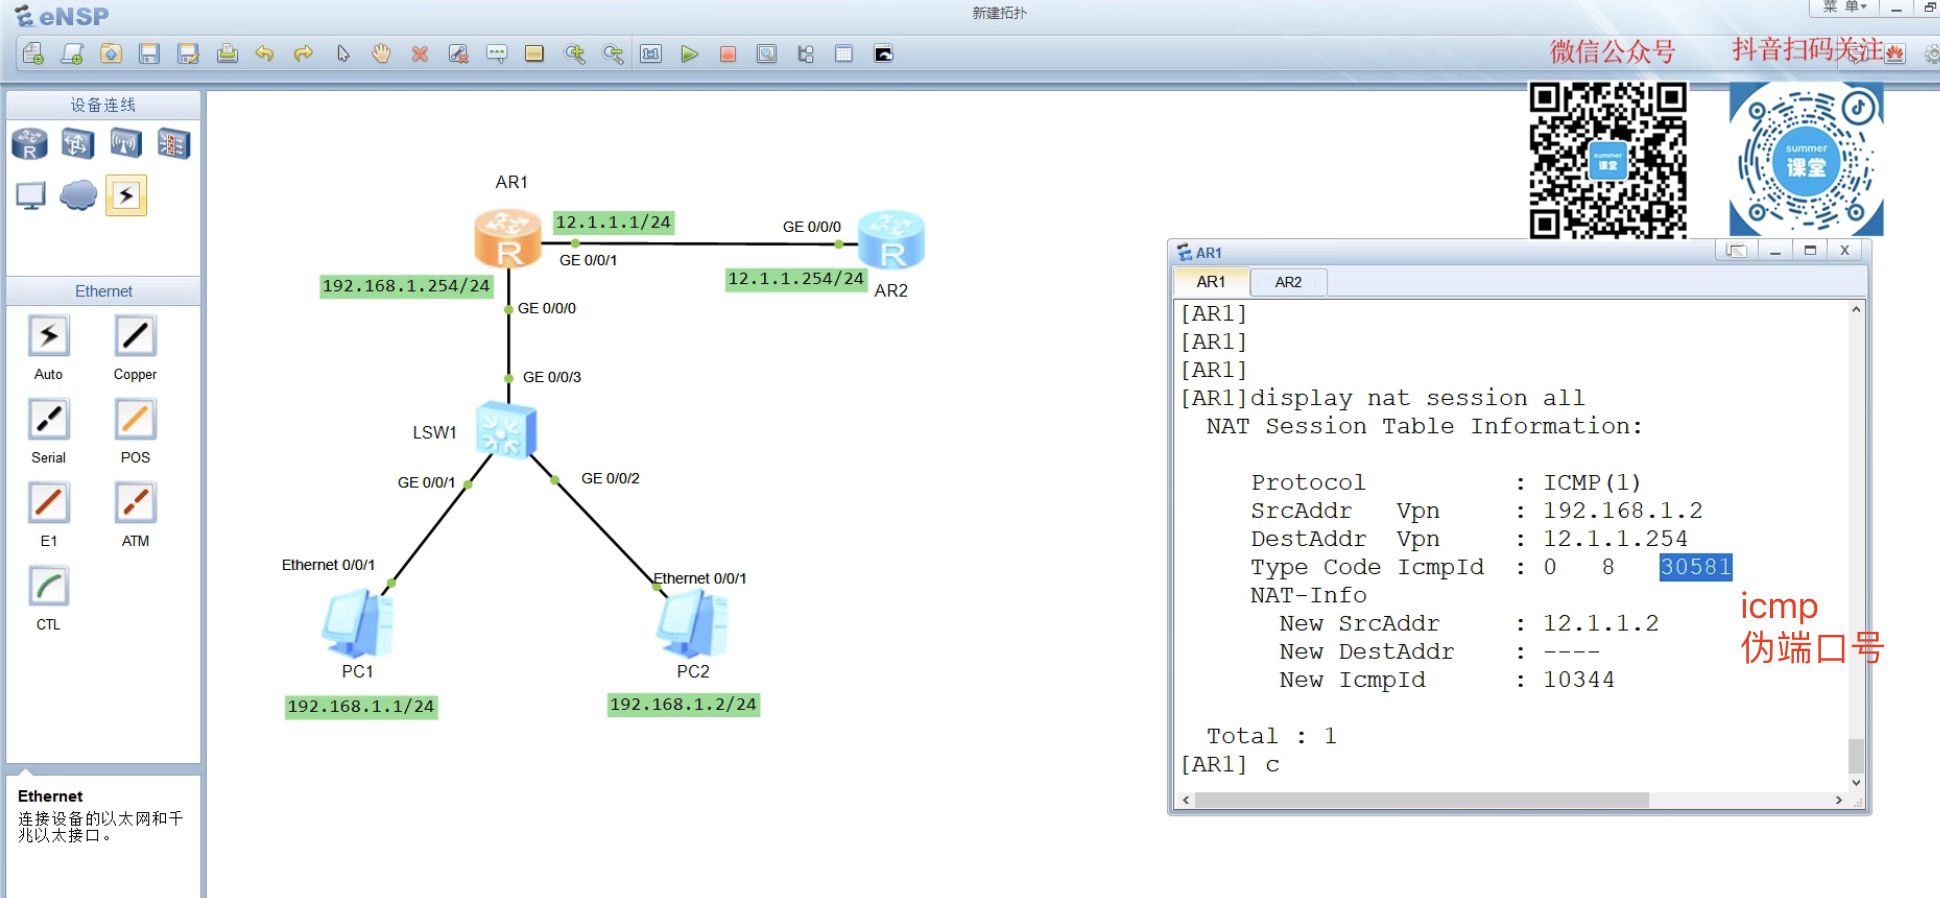 eNSP
新建拓扑
菜 单
微信公众号
抖音扫码关注
设备连线
Ethernet
Auto
Copper
Serial
POS
E1
ATM
CTL
Ethernet
连接设备的以太网和千
兆以太接口。
AR1
12.1.1.1/24
GE 0/0/0
GE 0/0/1
192.168.1.254/24
12.1.1.254/24
AR2
GE 0/0/0
GE 0/0/3
LSW1
GE 0/0/1
GE 0/0/2
Ethernet 0/0/1
Ethernet 0/0/1
PC1
PC2
192.168.1.1/24
192.168.1.2/24
summer
课堂
summer
课堂
AR1
X
AR1
AR2
[AR1]
[AR1]
[AR1]
[AR1]display nat session all
NAT Session Table Information:
Protocol : ICMP(1)
SrcAddr Vpn : 192.168.1.2
DestAddr Vpn : 12.1.1.254
Type Code IcmpId : 0 8 30581
NAT-Info
New SrcAddr : 12.1.1.2
New DestAddr : ----
New IcmpId : 10344
Total : 1
[AR1] c
icmp
伪端口号